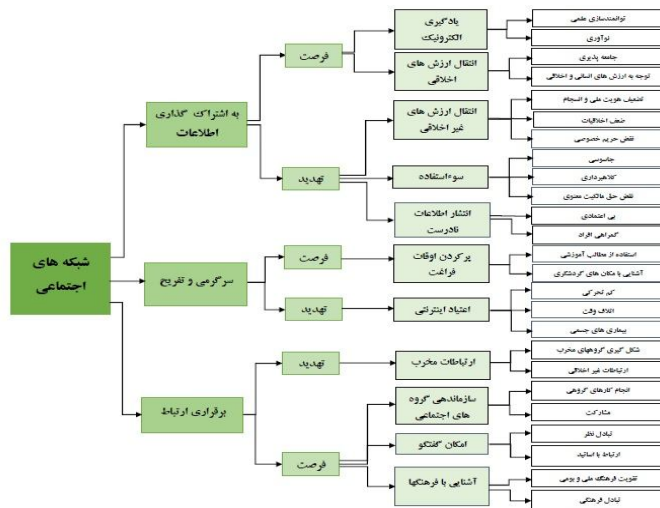 شبکه های
اجتماعی
به اشتراک گذاری
اطلاعات
فرصت
یادگیری
الکترونیک
توانمندسازی علمی
نوآوری
انتقال ارزش های
اخلاقی
جامعه پذیری
توجه به ارزش های انسانی و اخلاقی
تهدید
انتقال ارزش های
غیر اخلاقی
تضعیف هویت ملی و انسجام
ضعف اخلاقیات
نقض حریم خصوصی
سوءاستفاده
جاسوسی
کلاهبرداری
نقض حق مالکیت معنوی
انتشار اطلاعات
نادرست
بی اعتمادی
گمراهی افراد
سرگرمی و تفریح
فرصت
پرکردن اوقات
فراغت
استفاده از مطالب آموزشی
آشنایی با مکان های گردشگری
تهدید
اعتیاد اینترنتی
کم تحرکی
اتلاف وقت
بیماری های جسمی
برقراری ارتباط
تهدید
ارتباطات مخرب
شکل گیری گروههای مخرب
ارتباطات غیر اخلاقی
فرصت
سازماندهی گروه
های اجتماعی
انجام کارهای گروهی
مشارکت
امکان گفتگو
تبادل نظر
ارتباط با اساتید
آشنایی با فرهنگها
تقویت فرهنگ ملی و بومی
تبادل فرهنگی